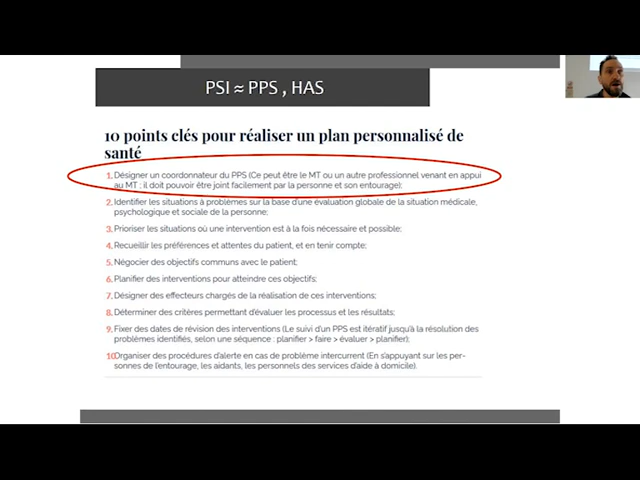 PSI ≈ PPS , HAS
10 points clés pour réaliser un plan personnalisé de
santé
1. Désigner un coordonnateur du PPS (Ce peut être le MT ou un autre professionnel venant en appui
au MT : il doit pouvoir être joint facilement par la personne et son entourage);
2. Identifier les situations à problèmes sur la base d'une évaluation globale de la situation médicale,
psychologique et sociale de la personne;
3. Prioriser les situations où une intervention est à la fois nécessaire et possible;
4. Recueillir les préférences et attentes du patient, et en tenir compte;
5. Négocier des objectifs communs avec le patient;
6. Planifier des interventions pour atteindre ces objectifs;
7. Désigner des effecteurs chargés de la réalisation de ces interventions;
8. Déterminer des critères permettant d'évaluer les processus et les résultats;
9. Fixer des dates de révision des interventions (Le suivi d'un PPS est itératif jusqu'à la résolution des
problèmes identifiés, selon une séquence : planifier > faire > évaluer > planifier);
10. Organiser des procédures d'alerte en cas de problème intercurrent (En s'appuyant sur les per-
sonnes de l'entourage, les aidants, les personnels des services d'aide à domicile).